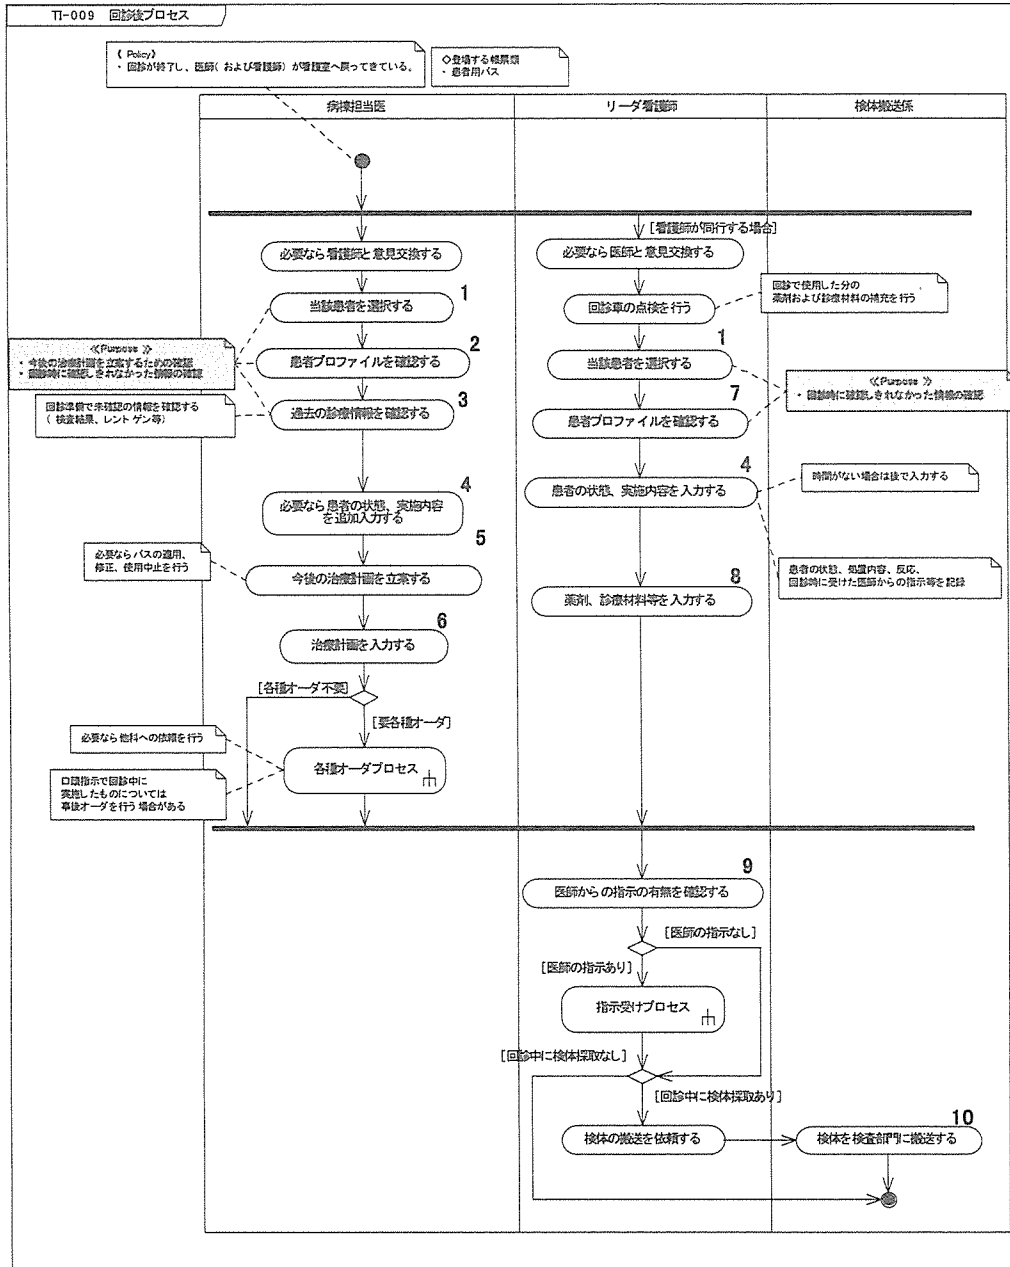 TI-009 回診後プロセス
《 Policy》
・ 回診が終了し、医師( および看護師) が看護室へ戻ってきている。
◇登場する帳票類
・ 患者用パス
病棟担当医
リーダ看護師
検体搬送係
[看護師が同行する場合]
必要なら看護師と意見交換する
必要なら医師と意見交換する
1
当該患者を選択する
回診車の点検を行う
回診で使用した分の
薬剤および診療材料の補充を行う
≪Purpose ≫
・ 今後の治療計画を立案するための確認
・ 回診時に確認しきれなかった情報の確認
2
患者プロファイルを確認する
1
当該患者を選択する
≪Purpose ≫
・ 回診時に確認しきれなかった情報の確認
回診準備で未確認の情報を確認する
( 検査結果、レントゲン等)
3
過去の診療情報を確認する
7
患者プロファイルを確認する
4
必要なら患者の状態、実施内容
を追加入力する
4
患者の状態、実施内容を入力する
時間がない場合は後で入力する
必要ならパスの適用、
修正、使用中止を行う
5
今後の治療計画を立案する
患者の状態、処置内容、反応、
回診時に受けた医師からの指示等を記録
8
薬剤、診療材料等を入力する
6
治療計画を入力する
[各種オーダ不要]
[要各種オーダ]
必要なら他科への依頼を行う
各種オーダプロセス
口頭指示で回診中に
実施したものについては
事後オーダを行う場合がある
9
医師からの指示の有無を確認する
[医師の指示なし]
[医師の指示あり]
指示受けプロセス
[回診中に検体採取なし]
[回診中に検体採取あり]
検体の搬送を依頼する
10
検体を検査部門に搬送する